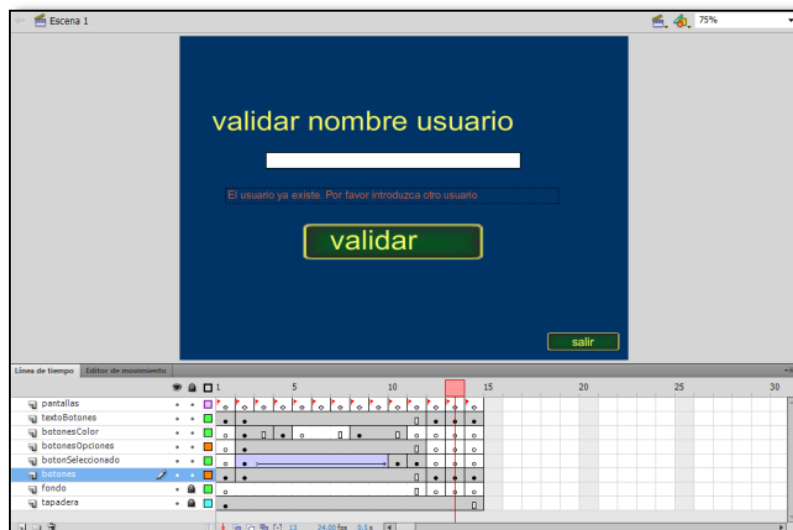 Escena 1
75%
validar nombre usuario
El usuario ya existe. Por favor introduzca otro usuario
validar
salir
Línea de tiempo Editor de movimiento
1 5 10 15 20 25 30
pantallas
textoBotones
botonesColor
botonesOpciones
botonSeleccionado
botones
fondo
tapadera
13 24.00 fps 0.5 s